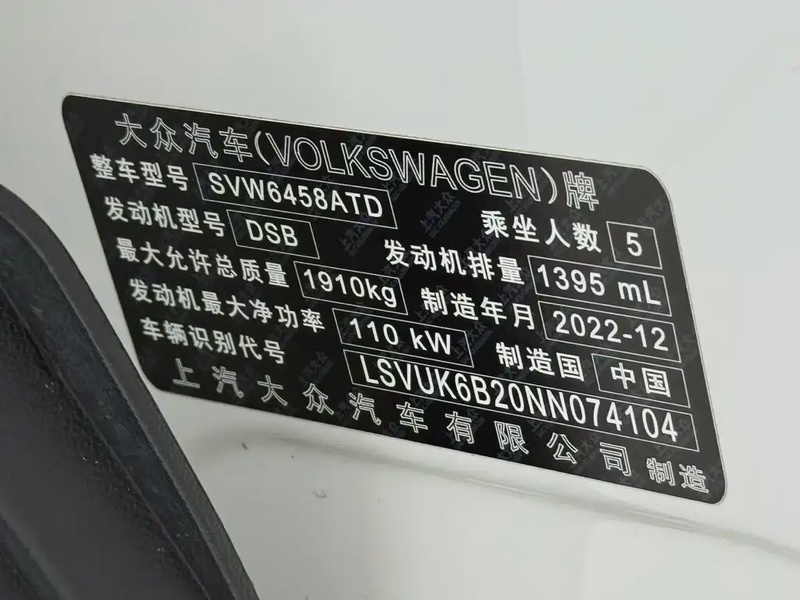 大众汽车(VOLKSWAGEN)牌
整车型号 SVW6458ATD 乘坐人数 5
发动机型号 DSB 发动机排量 1395 mL
最大允许总质量 1910kg 制造年月 2022-12
发动机最大净功率 110 kW 制造国 中国
车辆识别代号 LSVUK6B20NN074104
上汽大众汽车有限公司制造